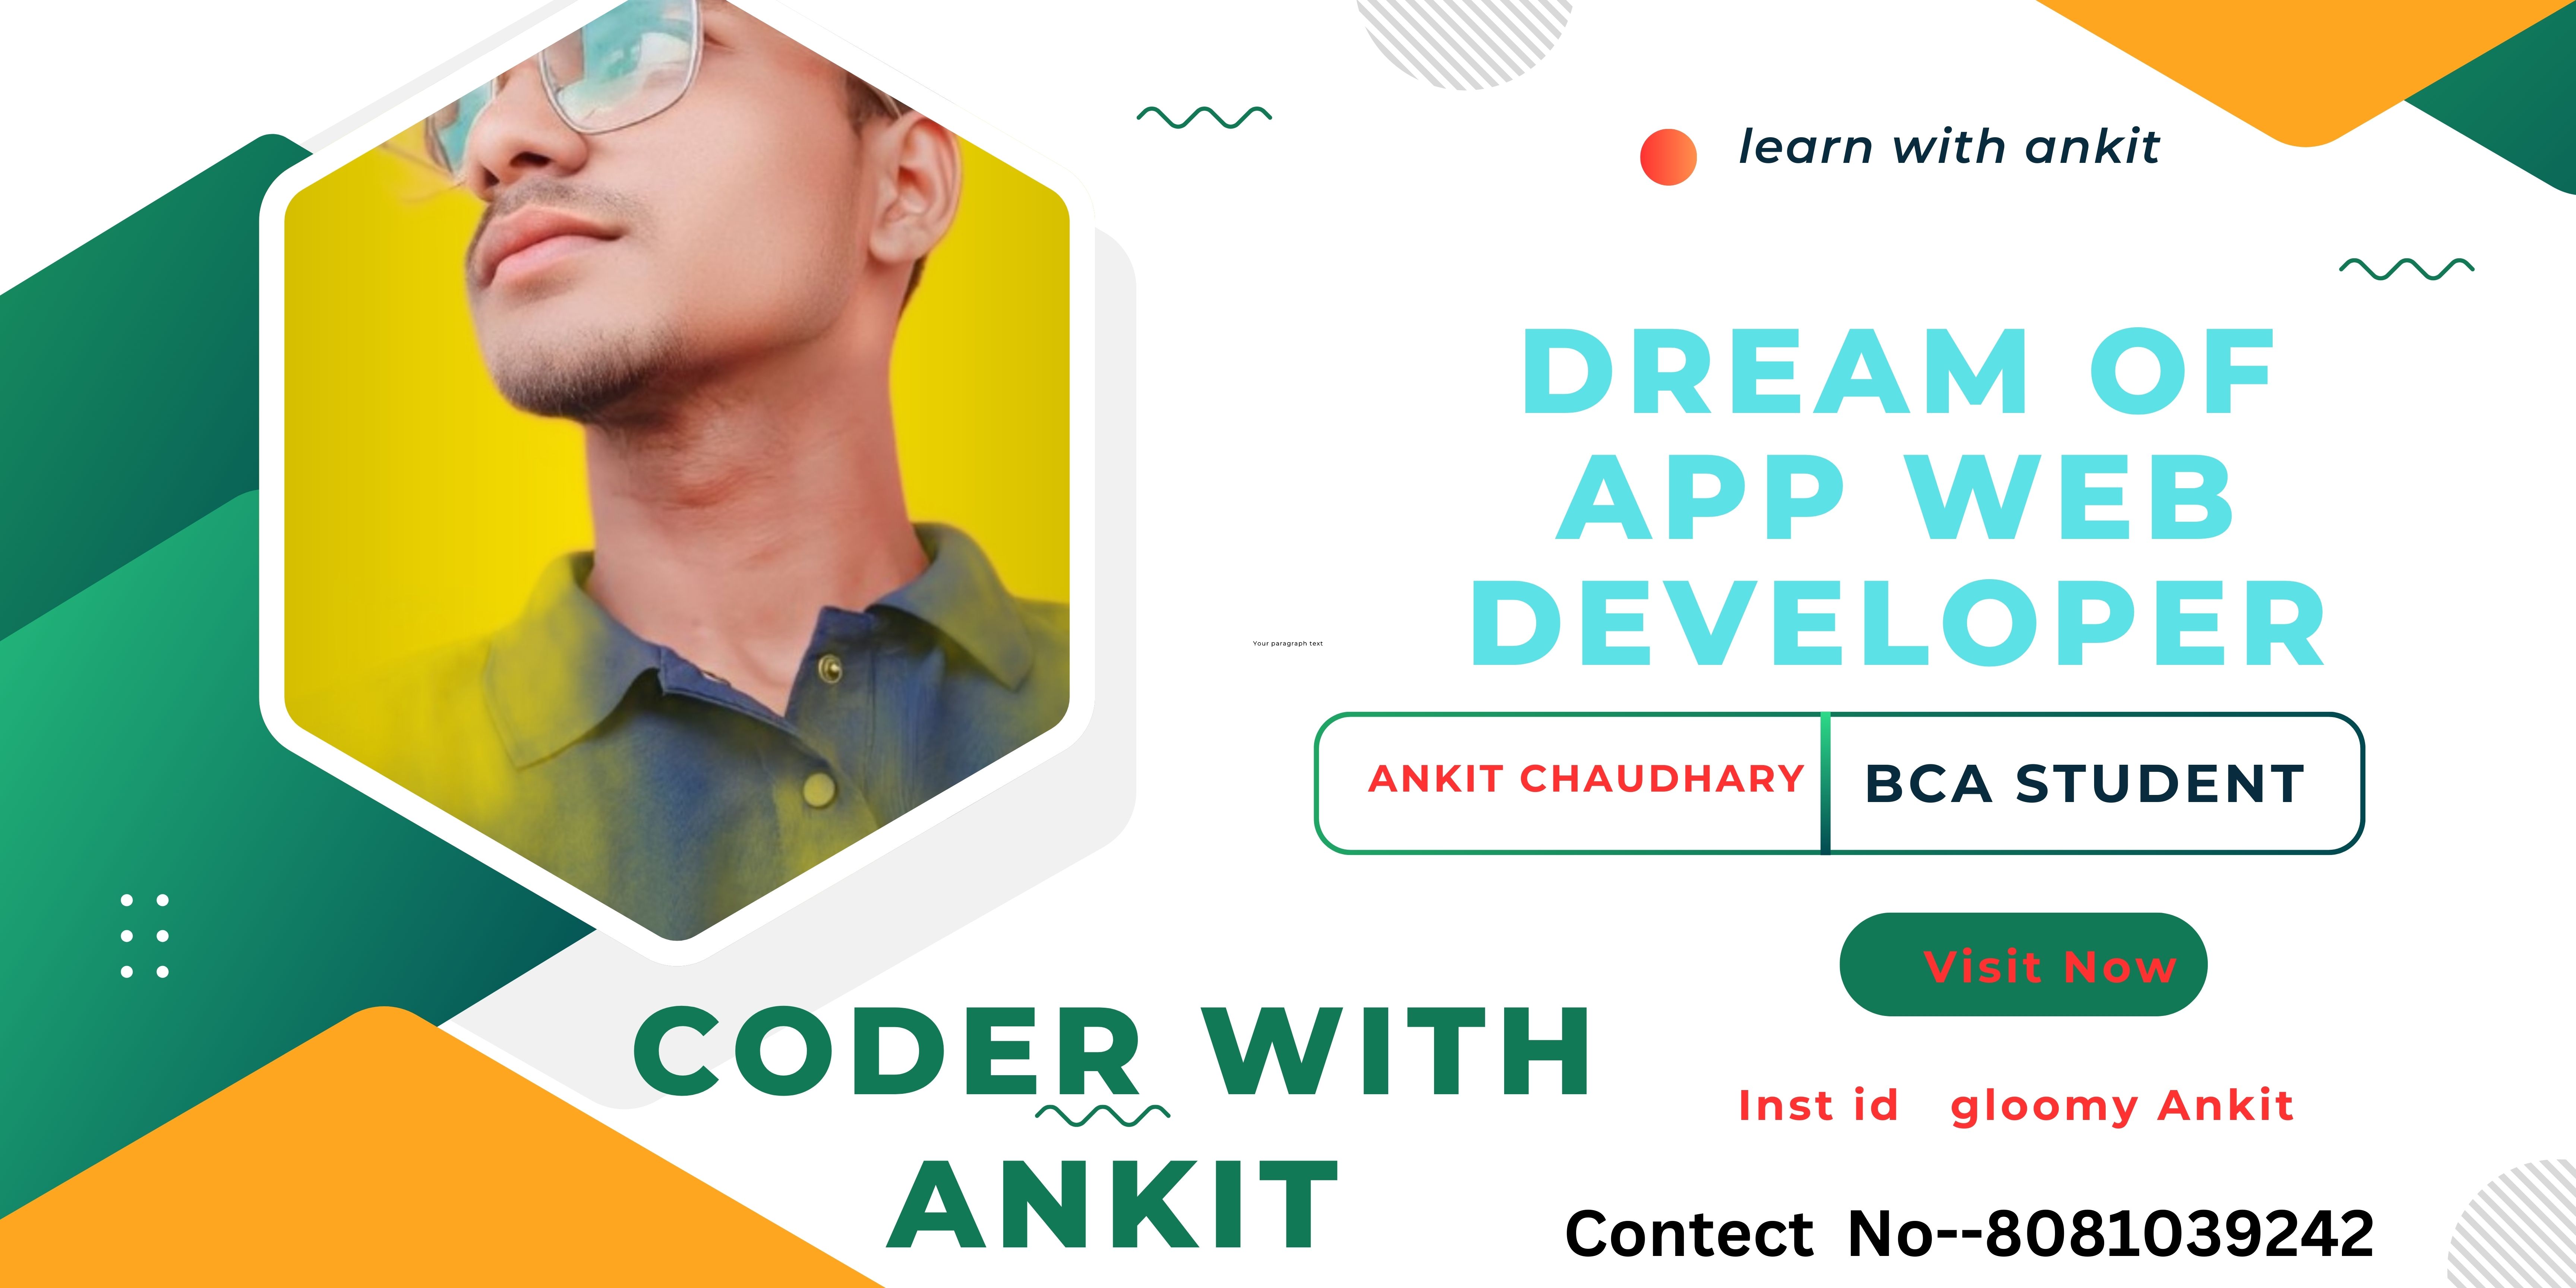 learn with ankit
DREAM OF
APP WEB
DEVELOPER
Your paragraph text
ANKIT CHAUDHARY
BCA STUDENT
Visit Now
CODER WITH
ANKIT
Inst id gloomy Ankit
Contect No--8081039242